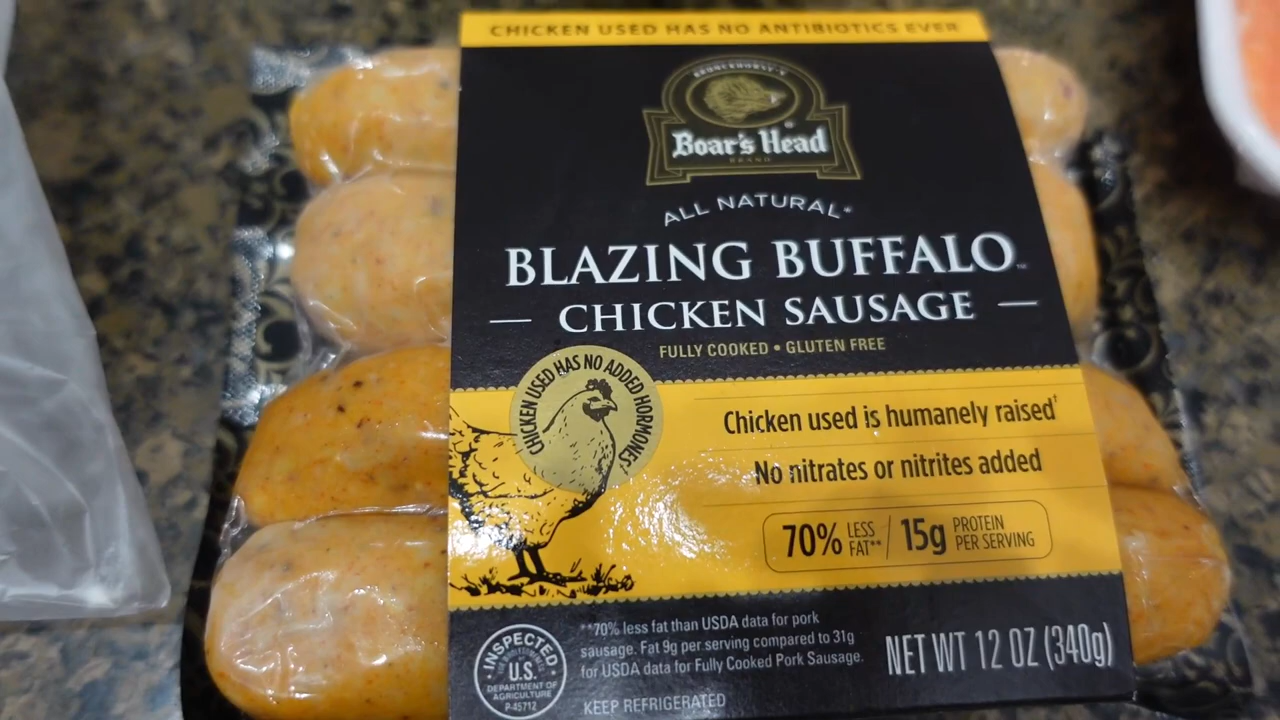 CHICKEN USED HAS NO ANTIBIOTICS EVER
BRUNCKHORST'S
Boar's Head®
BRAND
ALL NATURAL*
BLAZING BUFFALO™
— CHICKEN SAUSAGE —
FULLY COOKED • GLUTEN FREE
CHICKEN USED HAS NO ADDED HORMONES
Chicken used is humanely raised†
No nitrates or nitrites added
70% LESS FAT** / 15g PROTEIN PER SERVING
**70% less fat than USDA data for pork
sausage. Fat 9g per serving compared to 31g
for USDA data for Fully Cooked Pork Sausage.
KEEP REFRIGERATED
NET WT 12 OZ (340g)
INSPECTED
U.S.
DEPARTMENT OF
AGRICULTURE
P-45712